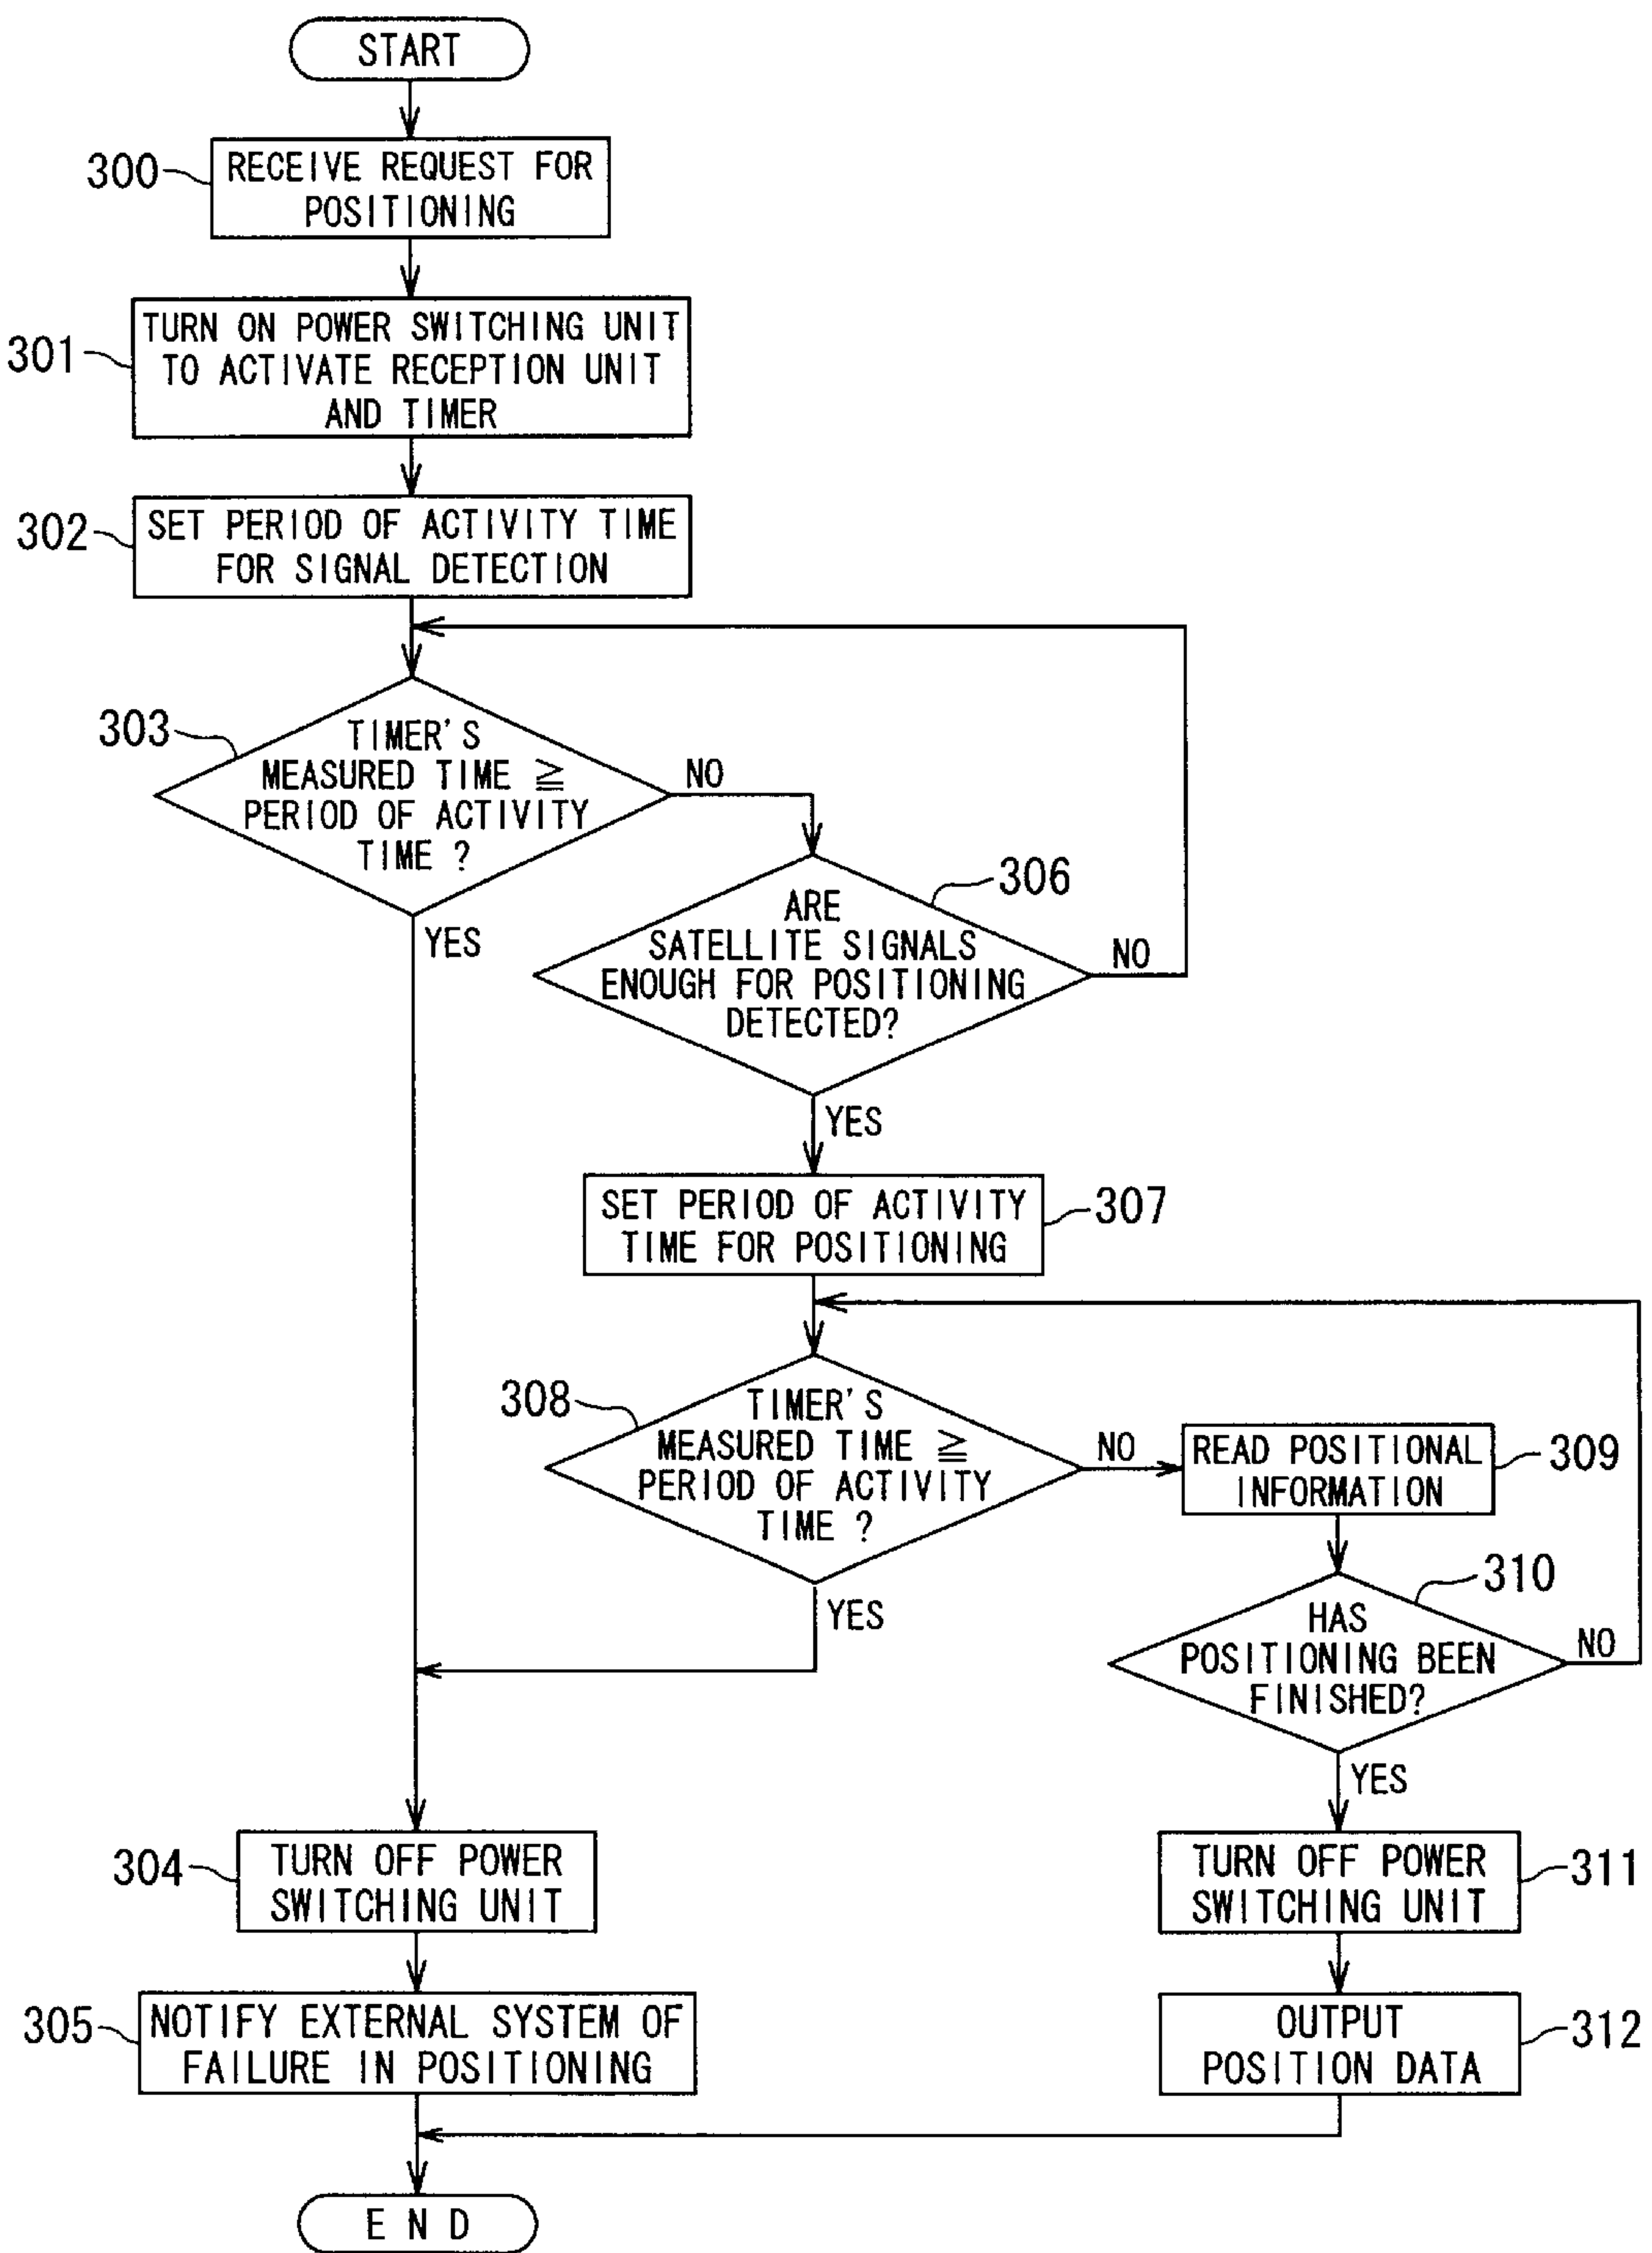 START
300
RECEIVE REQUEST FOR
POSITIONING
301
TURN ON POWER SWITCHING UNIT
TO ACTIVATE RECEPTION UNIT
AND TIMER
302
SET PERIOD OF ACTIVITY TIME
FOR SIGNAL DETECTION
303
TIMER'S
MEASURED TIME ≧
PERIOD OF ACTIVITY
TIME ?
NO
YES
306
ARE
SATELLITE SIGNALS
ENOUGH FOR POSITIONING
DETECTED?
NO
YES
SET PERIOD OF ACTIVITY
TIME FOR POSITIONING
307
308
TIMER'S
MEASURED TIME ≧
PERIOD OF ACTIVITY
TIME ?
NO
YES
READ POSITIONAL
INFORMATION
309
310
HAS
POSITIONING BEEN
FINISHED?
NO
YES
304
TURN OFF POWER
SWITCHING UNIT
TURN OFF POWER
SWITCHING UNIT
311
305
NOTIFY EXTERNAL SYSTEM OF
FAILURE IN POSITIONING
OUTPUT
POSITION DATA
312
END